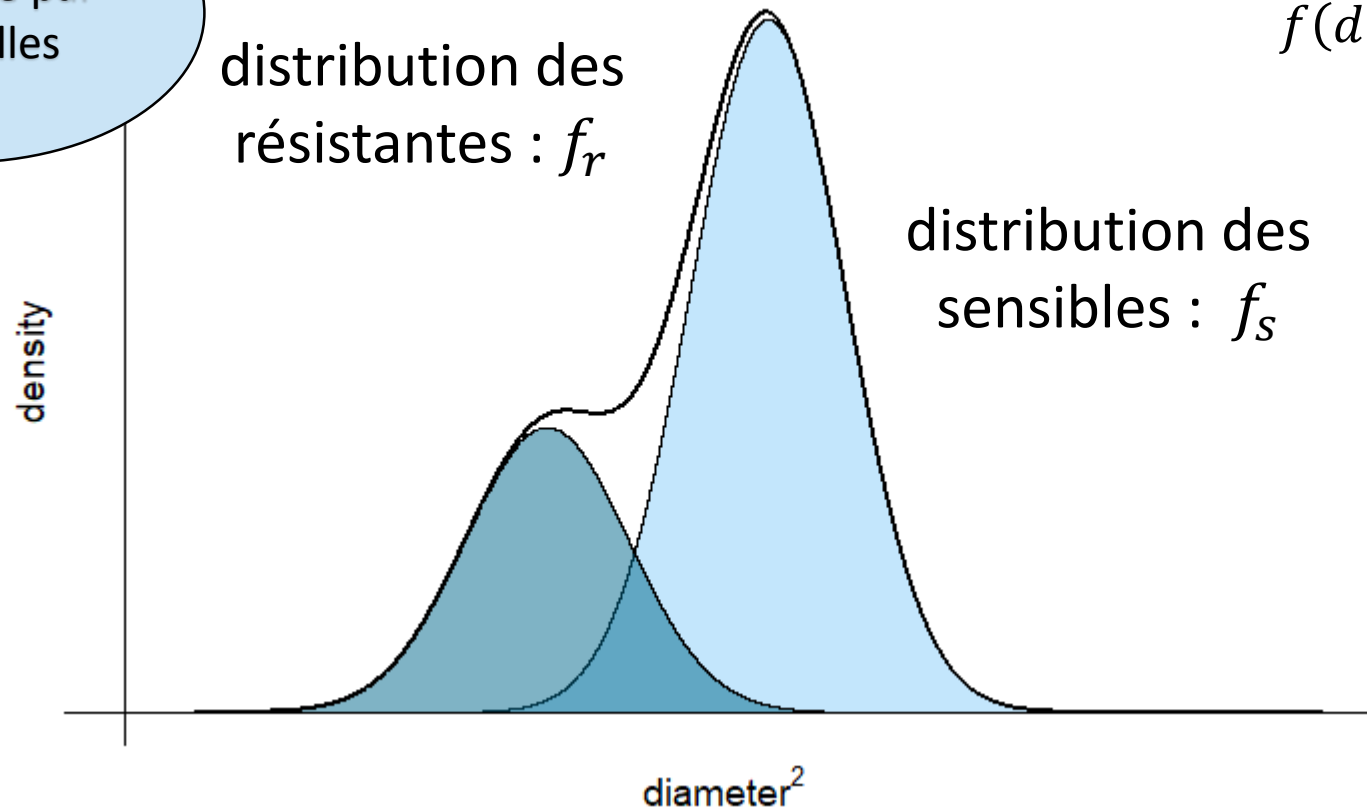 lles
distribution des
résistantes : f_r
f(d
distribution des
sensibles : f_s
density
diameter²